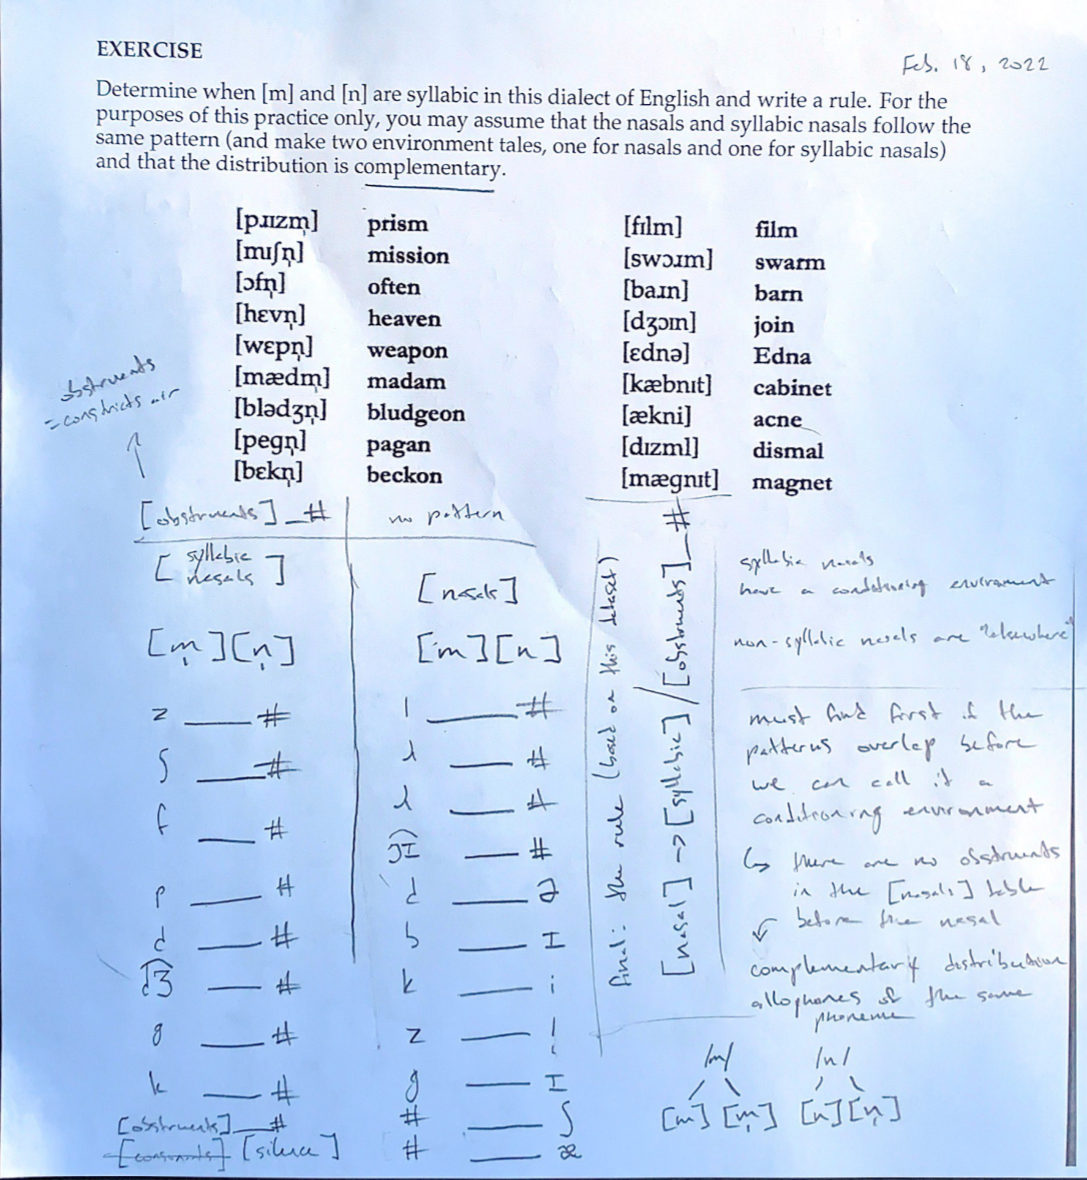 EXERCISE
Feb. 18, 2022
Determine when [m] and [n] are syllabic in this dialect of English and write a rule. For the
purposes of this practice only, you may assume that the nasals and syllabic nasals follow the
same pattern (and make two environment tales, one for nasals and one for syllabic nasals)
and that the distribution is complementary.
[pɹɪzm̩] prism [fɪlm] film
[mɪʃn̩] mission [swɔɹm] swarm
[ɔfn̩] often [baɹn] barn
[hɛvn̩] heaven [dʒɔɪn] join
[wɛpn̩] weapon [ɛdnə] Edna
[mædm̩] madam [kæbnɪt] cabinet
[blədʒn̩] bludgeon [ækni] acne
[pegn̩] pagan [dɪzml] dismal
[bɛkn̩] beckon [mægnɪt] magnet
obstruents
= constricts air
[obstruents] _ #
no pattern
[syllabic
nasals]
[nasals]
[m̩] [n̩]
[m] [n]
z ___ #
ʃ ___ #
f ___ #
p ___ #
d ___ #
d͡ʒ ___ #
g ___ #
k ___ #
[obstruents] ___ #
[consonants] [silence]
l ___ #
ɹ ___ #
ɹ ___ #
ɔ͡ɪ ___ #
d ___ ə
b ___ ɪ
k ___ i
z ___ l̩
g ___ ɪ
# ___ ʃ
# ___ æ
final: the rule (based on this dataset)
[nasal] -> [syllabic] / [obstruents] _ #
syllabic nasals
have a conditioning environment
non-syllabic nasals are "elsewhere"
must find first if the
patterns overlap before
we can call it a
conditioning environment
↳ there are no obstruents
in the [nasals] table
before the nasal
↙
complementary distribution
allophones of the same
phoneme
/m/ /n/
[m] [m̩] [n] [n̩]